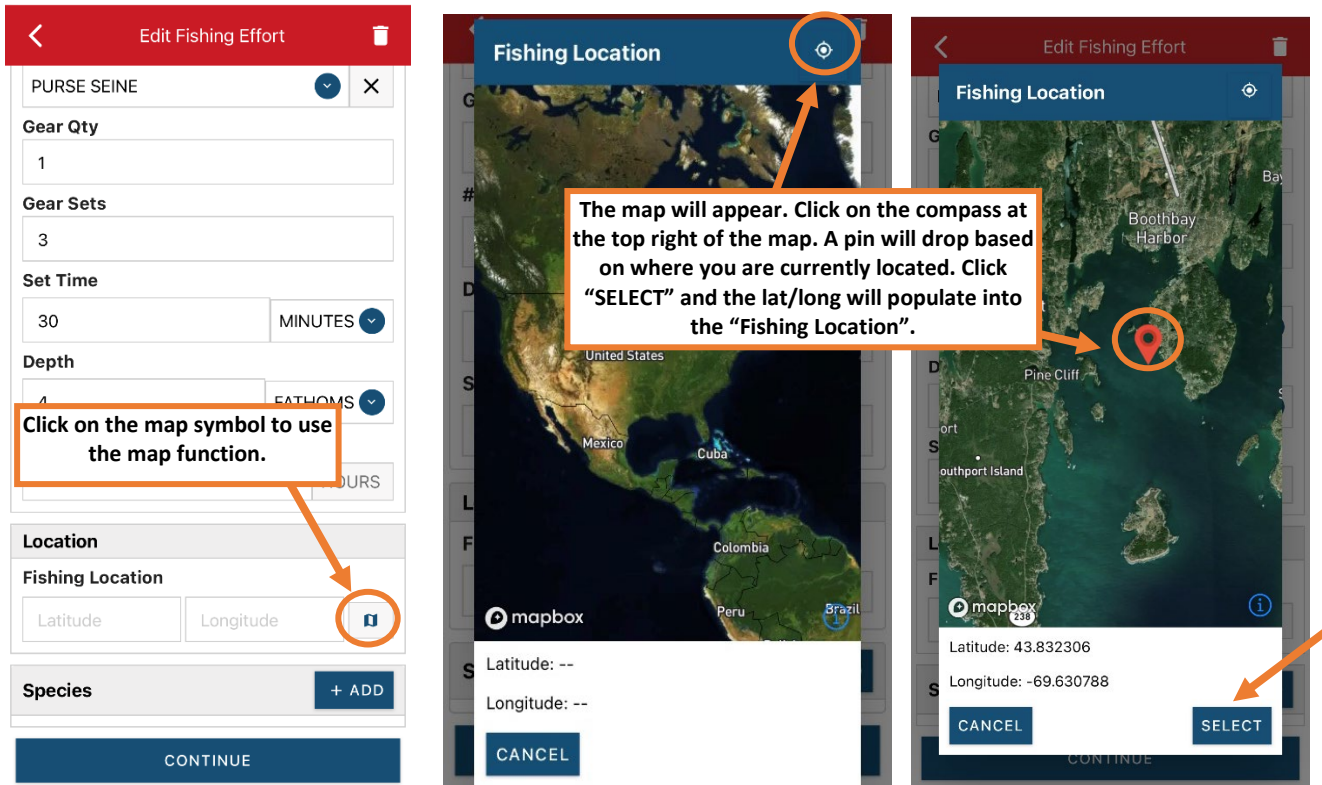 Edit Fishing Effort
PURSE SEINE
Gear Qty
1
Gear Sets
3
Set Time
30
MINUTES
Depth
FATHOMS
Click on the map symbol to use
the map function.
HOURS
Location
Fishing Location
Latitude
Longitude
Species
+ ADD
CONTINUE
Fishing Location
The map will appear. Click on the compass at
the top right of the map. A pin will drop based
on where you are currently located. Click
“SELECT” and the lat/long will populate into
the “Fishing Location”.
United States
Mexico
Cuba
Colombia
Peru
Brazil
mapbox
Latitude: --
Longitude: --
CANCEL
Edit Fishing Effort
Fishing Location
Bay
Boothbay
Harbor
Pine Cliff
outhport Island
mapbox
238
Latitude: 43.832306
Longitude: -69.630788
CANCEL
SELECT
CONTINUE